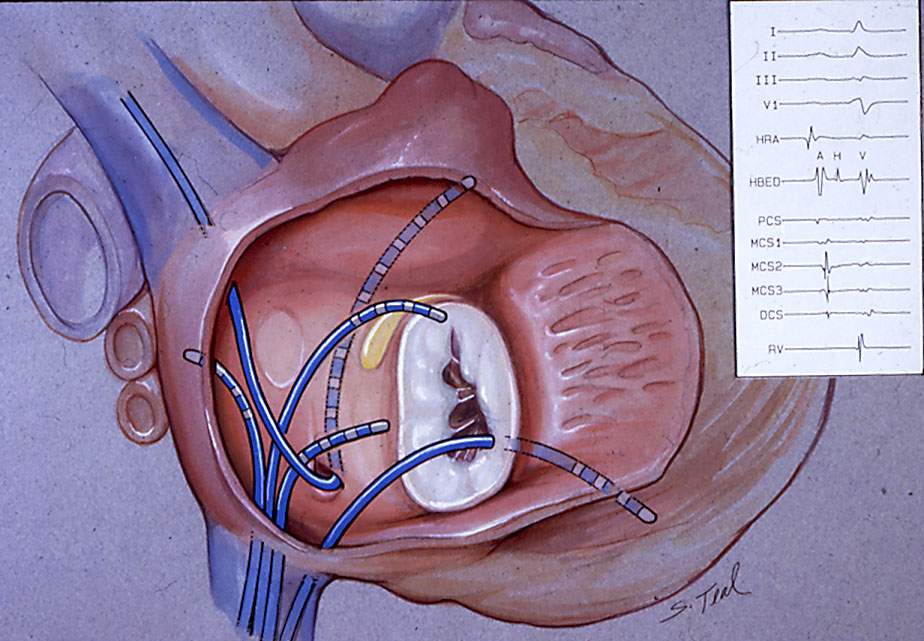 I
II
III
V1
HRA
A H V
HBED
PCS
MCS1
MCS2
MCS3
DCS
RV
S. Teal